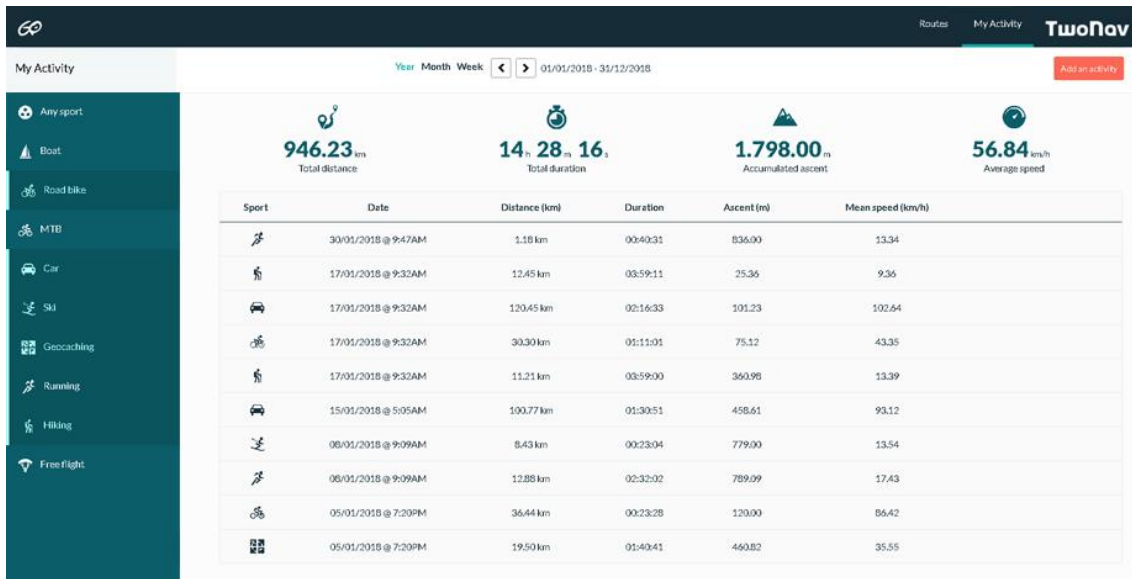 GO
Routes My Activity TwoNav
My Activity
Year Month Week 01/01/2018 - 31/12/2018
Add an activity
Any sport
Boat
Road bike
MTB
Car
Ski
Geocaching
Running
Hiking
Free flight
946.23 km
Total distance
14 h 28 m 16 s
Total duration
1.798.00 m
Accumulated ascent
56.84 km/h
Average speed
Sport Date Distance (km) Duration Ascent (m) Mean speed (km/h)
30/01/2018 @ 9:47AM 1.18 km 00:40:31 836.00 13.34
17/01/2018 @ 9:32AM 12.45 km 03:59:11 25.36 9.36
17/01/2018 @ 9:32AM 120.45 km 02:16:33 101.23 102.64
17/01/2018 @ 9:32AM 30.30 km 01:11:01 75.12 43.35
17/01/2018 @ 9:32AM 11.21 km 03:59:00 360.98 13.39
15/01/2018 @ 5:05AM 100.77 km 01:30:51 458.61 93.12
08/01/2018 @ 9:09AM 8.43 km 00:23:04 779.00 13.54
08/01/2018 @ 9:09AM 12.88 km 02:32:02 789.09 17.43
05/01/2018 @ 7:20PM 36.44 km 00:23:28 120.00 86.42
05/01/2018 @ 7:20PM 19.50 km 01:40:41 460.82 35.55